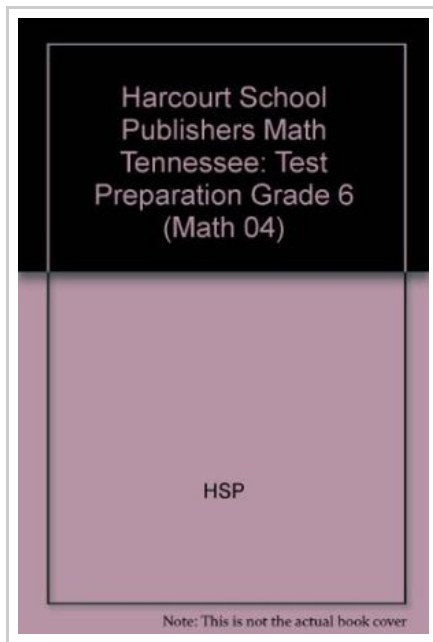 Harcourt School
Publishers Math
Tennessee: Test
Preparation Grade 6
(Math 04)
HSP
Note: This is not the actual book cover